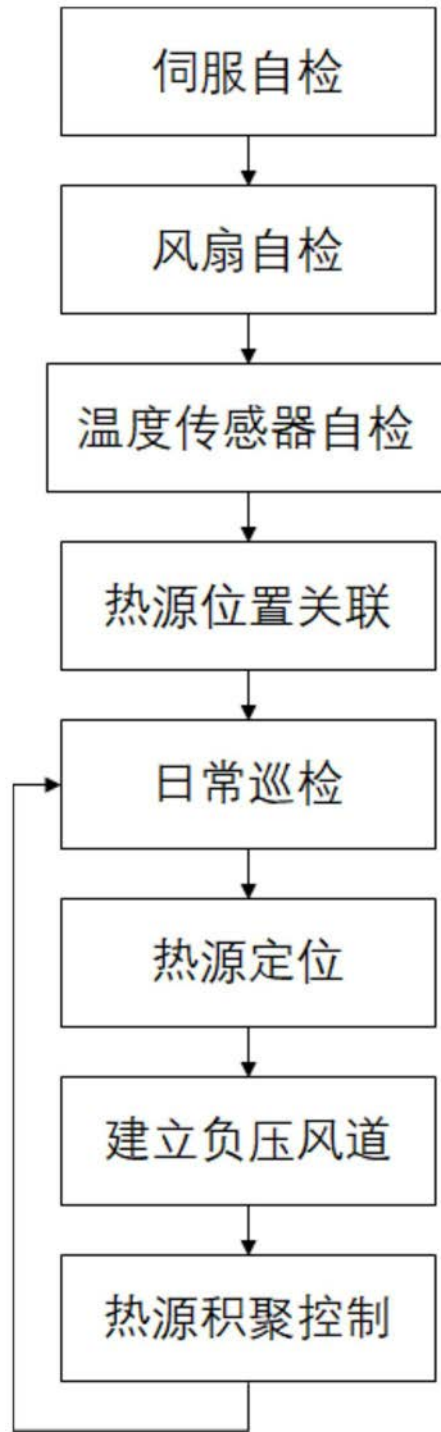 伺服自检
风扇自检
温度传感器自检
热源位置关联
日常巡检
热源定位
建立负压风道
热源积聚控制